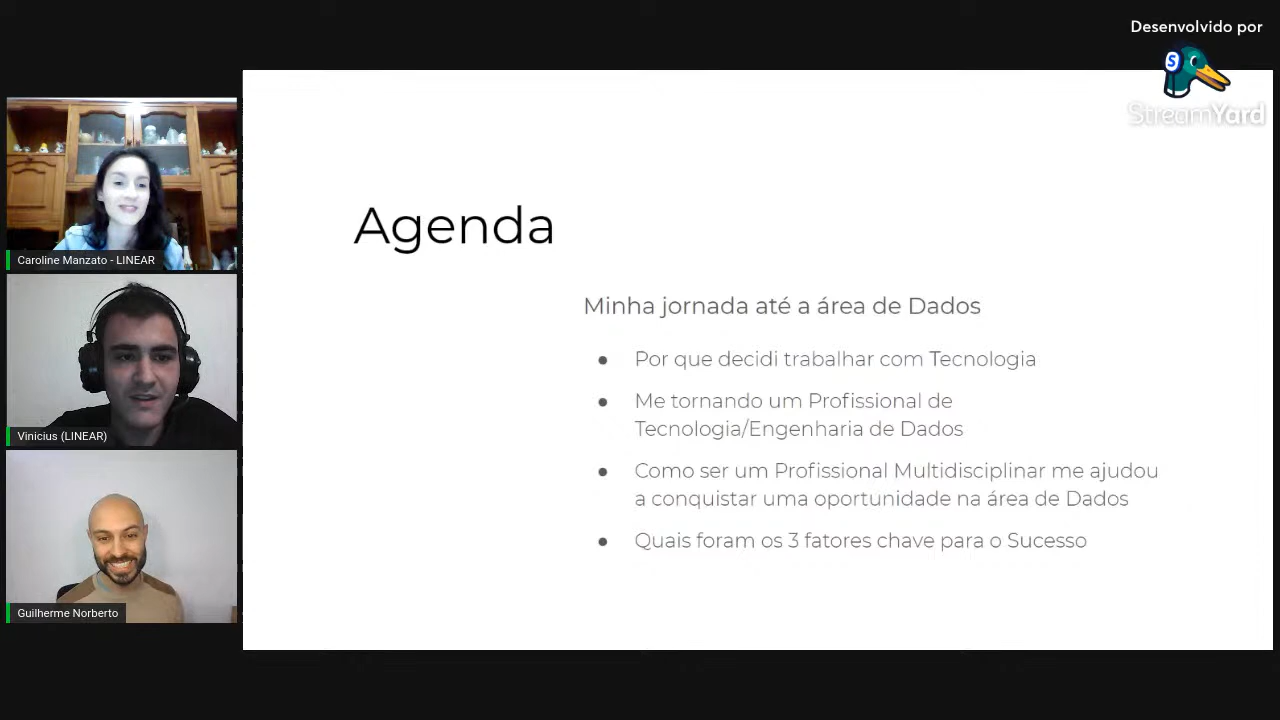 Desenvolvido por
S
StreamYard
Caroline Manzato - LINEAR
Vinicius (LINEAR)
Guilherme Norberto
Agenda
Minha jornada até a área de Dados
● Por que decidi trabalhar com Tecnologia
● Me tornando um Profissional de
Tecnologia/Engenharia de Dados
● Como ser um Profissional Multidisciplinar me ajudou
a conquistar uma oportunidade na área de Dados
● Quais foram os 3 fatores chave para o Sucesso